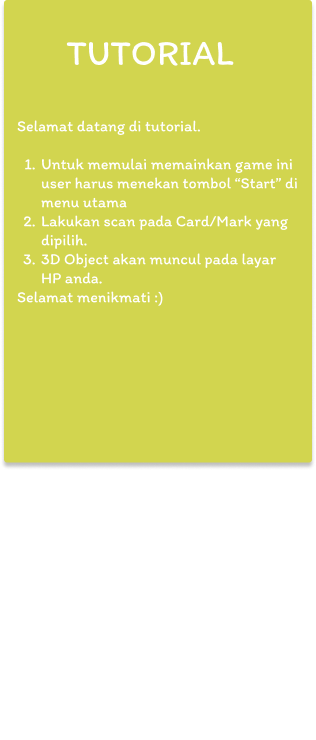 TUTORIAL
Selamat datang di tutorial.
1. Untuk memulai memainkan game ini
user harus menekan tombol “Start” di
menu utama
2. Lakukan scan pada Card/Mark yang
dipilih.
3. 3D Object akan muncul pada layar
HP anda.
Selamat menikmati :)